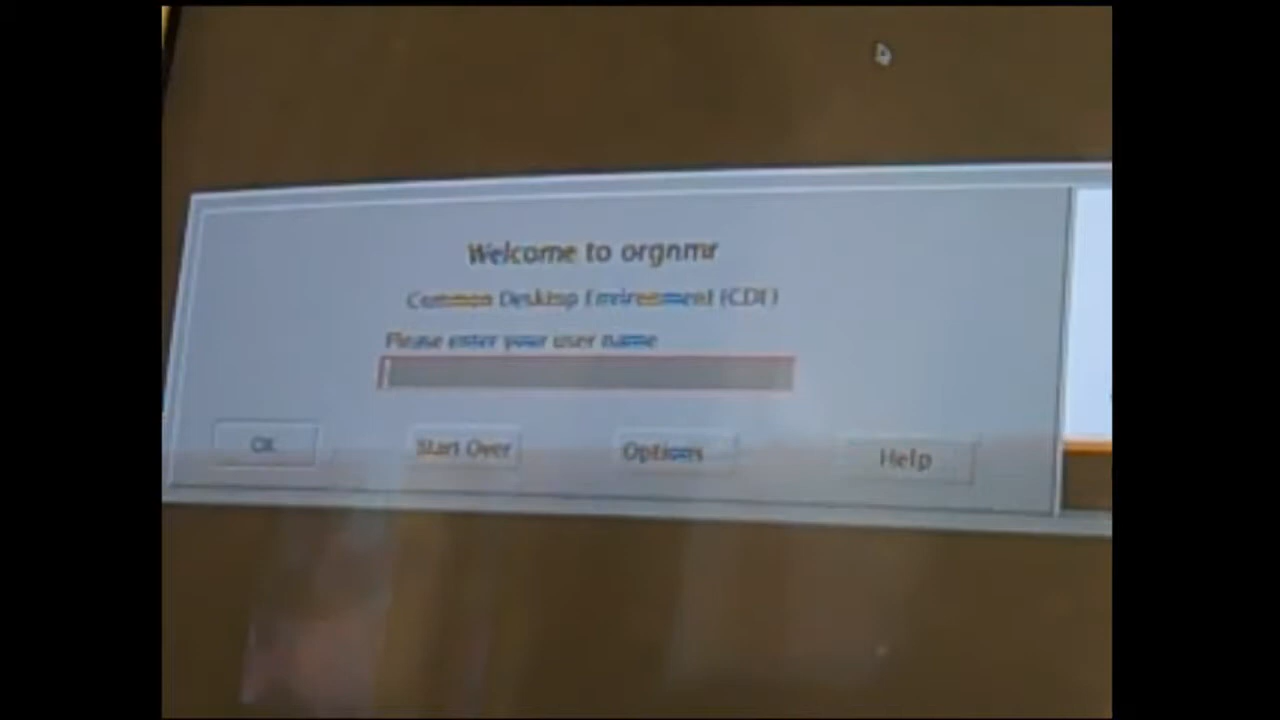 Welcome to orgnmr
Common Desktop Environment (CDE)
Please enter your user name
OK
Start Over
Options
Help